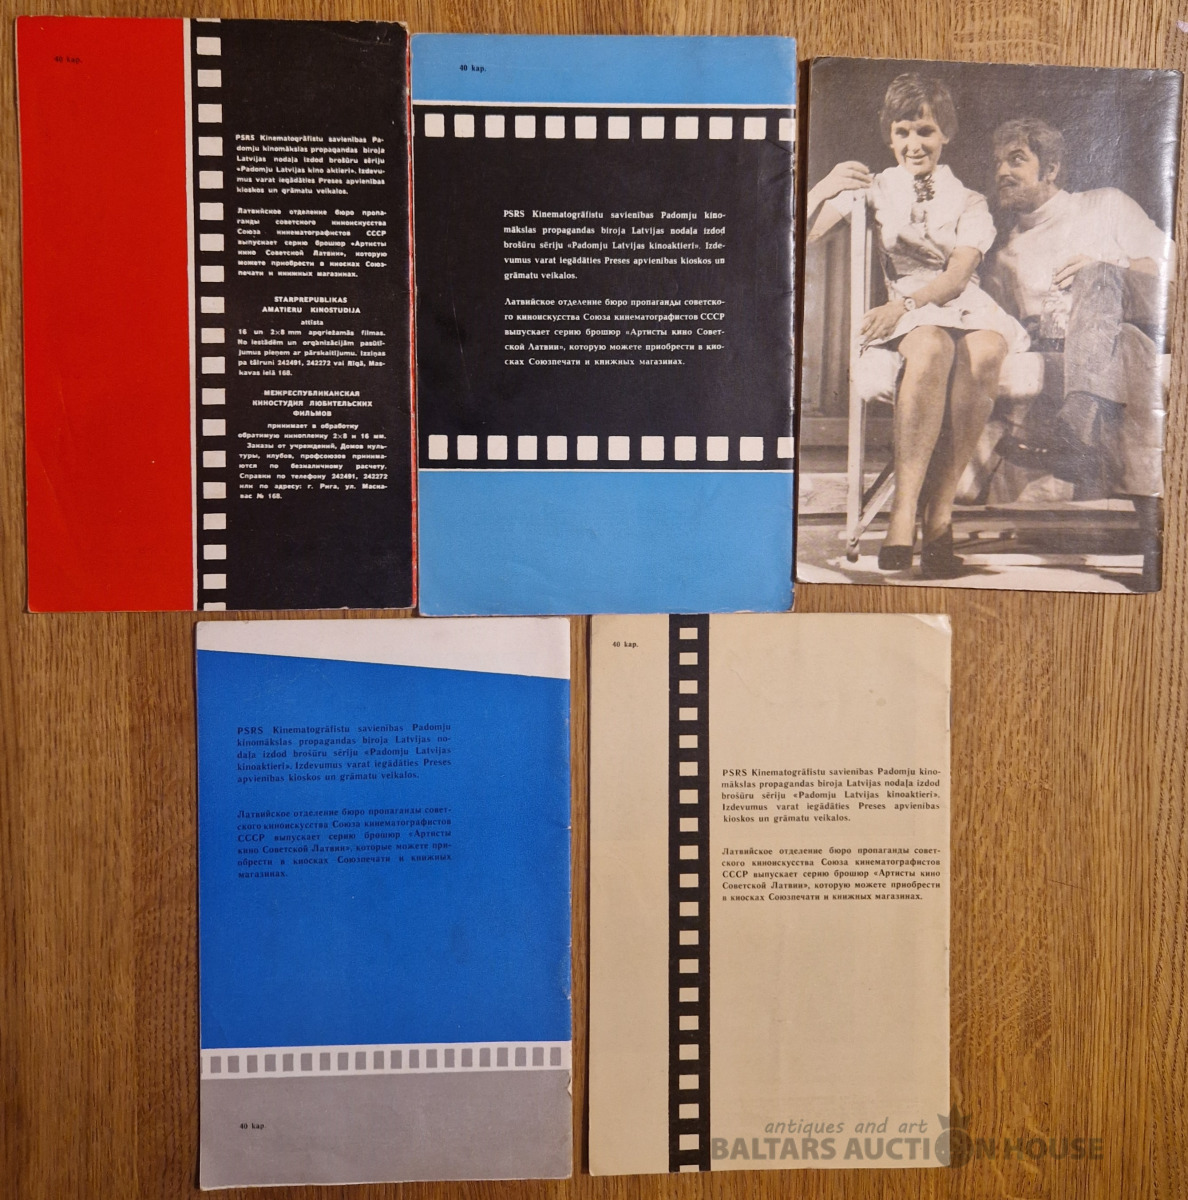 40 kap.
PSRS Kinematogrāfistu savienības Pa-
domju kinomākslas propagandas biroja
Latvijas nodaļa izdod brošūru sēriju
«Padomju Latvijas kino aktieri». Izdevu-
mus varat iegādāties Preses apvienības
kioskos un grāmatu veikalos.
Латвийское отделение бюро пропа-
ганды советского киноискусства
Союза кинематографистов СССР
выпускает серию брошюр «Артисты
кино Советской Латвии», которую
можете приобрести в киосках Союз-
печати и книжных магазинах.
STARPREPUBLIKAS
AMATIERU KINOSTUDIJA
attīsta
16 un 2×8 mm apgriežamās filmas.
No iestādēm un organizācijām pasūtī-
jumus pieņem ar pārskaitījumu. Izziņas
pa tālruni 242491, 242272 vai Rīgā, Mas-
kavas ielā 168.
МЕЖРЕСПУБЛИКАНСКАЯ
КИНОСТУДИЯ ЛЮБИТЕЛЬСКИХ
ФИЛЬМОВ
принимает в обработку
обратимую кинопленку 2×8 и 16 мм.
Заказы от учреждений, Домов куль-
туры, клубов, профсоюзов принима-
ются по безналичному расчету.
Справки по телефону 242491, 242272
или по адресу: г. Рига, ул. Маска-
вас № 168.
40 kap.
PSRS Kinematogrāfistu savienības Padomju kino-
mākslas propagandas biroja Latvijas nodaļa izdod
brošūru sēriju «Padomju Latvijas kinoaktieri». Izde-
vumus varat iegādāties Preses apvienības kioskos un
grāmatu veikalos.
Латвийское отделение бюро пропаганды советско-
го киноискусства Союза кинематографистов СССР
выпускает серию брошюр «Артисты кино Совет-
ской Латвии», которую можете приобрести в кио-
сках Союзпечати и книжных магазинах.
PSRS Kinematogrāfistu savienības Padomju
kinomākslas propagandas biroja Latvijas no-
daļa izdod brošūru sēriju «Padomju Latvijas
kinoaktieri». Izdevumus varat iegādāties Preses
apvienības kioskos un grāmatu veikalos.
Латвийское отделение бюро пропаганды совет-
ского киноискусства Союза кинематографистов
СССР выпускает серию брошюр «Артисты
кино Советской Латвии», которые можете при-
обрести в киосках Союзпечати и книжных
магазинах.
40 kap.
40 kap.
PSRS Kinematogrāfistu savienības Padomju kino-
mākslas propagandas biroja Latvijas nodaļa izdod
brošūru sēriju «Padomju Latvijas kinoaktieri».
Izdevumus varat iegādāties Preses apvienības
kioskos un grāmatu veikalos.
Латвийское отделение бюро пропаганды совет-
ского киноискусства Союза кинематографистов
СССР выпускает серию брошюр «Артисты кино
Советской Латвии», которую можете приобрести
в киосках Союзпечати и книжных магазинах.
antiques and art
BALTARS AUCTION HOUSE